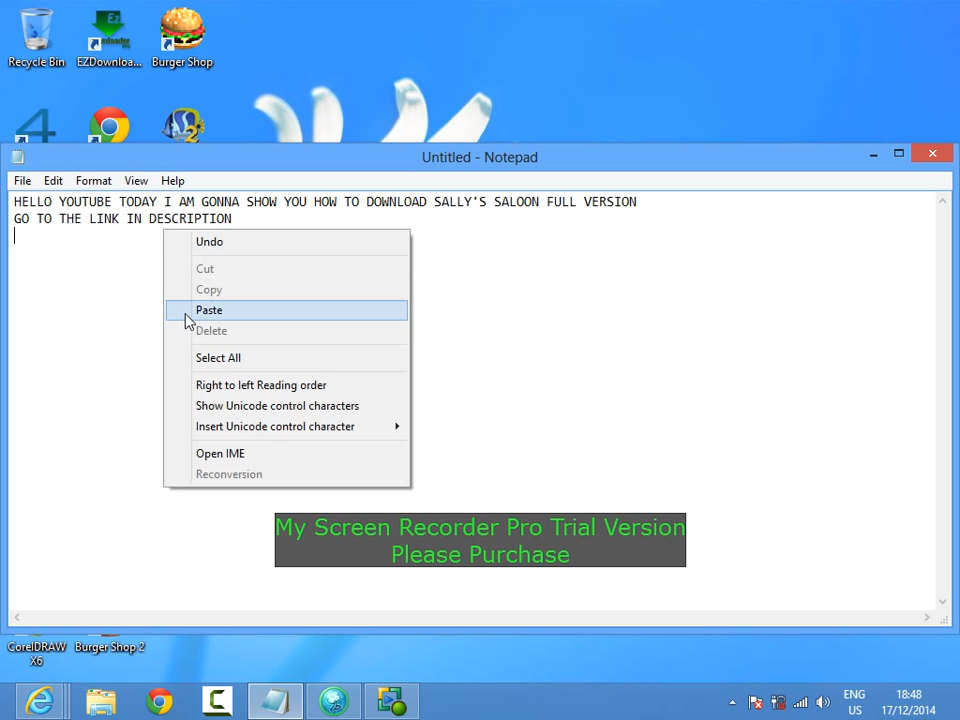 Recycle Bin
EZDownloa...
Burger Shop
Untitled - Notepad
File Edit Format View Help
HELLO YOUTUBE TODAY I AM GONNA SHOW YOU HOW TO DOWNLOAD SALLY'S SALOON FULL VERSION
GO TO THE LINK IN DESCRIPTION
Undo
Cut
Copy
Paste
Delete
Select All
Right to left Reading order
Show Unicode control characters
Insert Unicode control character
Open IME
Reconversion
My Screen Recorder Pro Trial Version
Please Purchase
CorelDRAW
X6
Burger Shop 2
ENG
US
18:48
17/12/2014